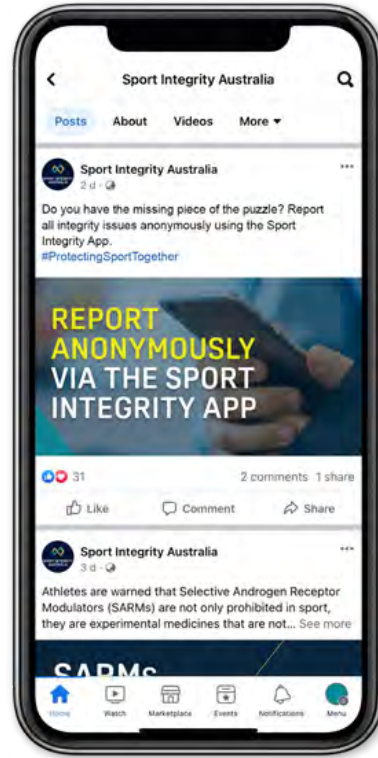 Sport Integrity Australia
Posts About Videos More ▾
Sport Integrity Australia
2 d ·
Do you have the missing piece of the puzzle? Report
all integrity issues anonymously using the Sport
Integrity App.
#ProtectingSportTogether
REPORT
ANONYMOUSLY
VIA THE SPORT
INTEGRITY APP
31 2 comments 1 share
Like Comment Share
Sport Integrity Australia
3 d ·
Athletes are warned that Selective Androgen Receptor
Modulators (SARMs) are not only prohibited in sport,
they are experimental medicines that are not... See more
SARMs
Home Watch Marketplace Events Notifications Menu